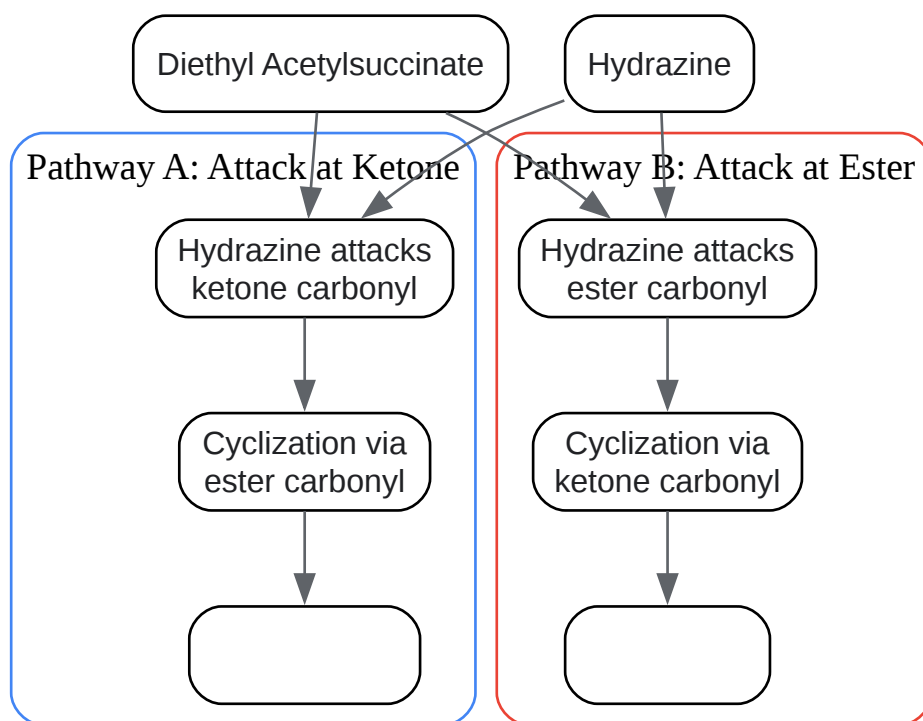 Diethyl Acetylsuccinate
Hydrazine
Pathway A: Attack at Ketone
Pathway B: Attack at Ester
Hydrazine attacks
ketone carbonyl
Hydrazine attacks
ester carbonyl
Cyclization via
ester carbonyl
Cyclization via
ketone carbonyl